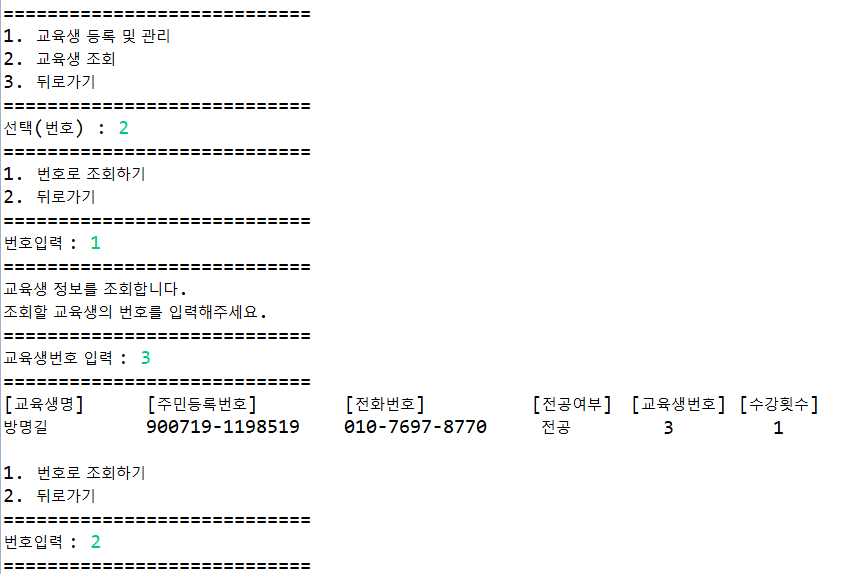 ============================
1. 교육생 등록 및 관리
2. 교육생 조회
3. 뒤로가기
============================
선택(번호) : 2
============================
1. 번호로 조회하기
2. 뒤로가기
============================
번호입력 : 1
============================
교육생 정보를 조회합니다.
조회할 교육생의 번호를 입력해주세요.
============================
교육생번호 입력 : 3
============================
[교육생명] [주민등록번호] [전화번호] [전공여부] [교육생번호] [수강횟수]
방명길 900719-1198519 010-7697-8770 전공 3 1
1. 번호로 조회하기
2. 뒤로가기
============================
번호입력 : 2
============================